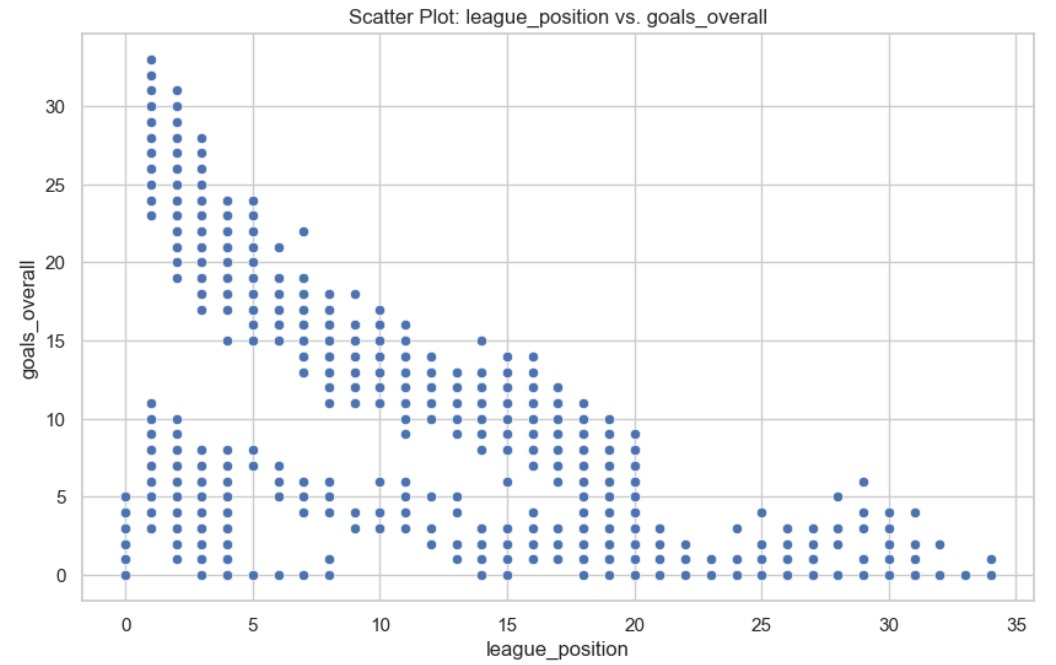 Scatter Plot: league_position vs. goals_overall
goals_overall
30
25
20
15
10
5
0
0 5 10 15 20 25 30 35
league_position